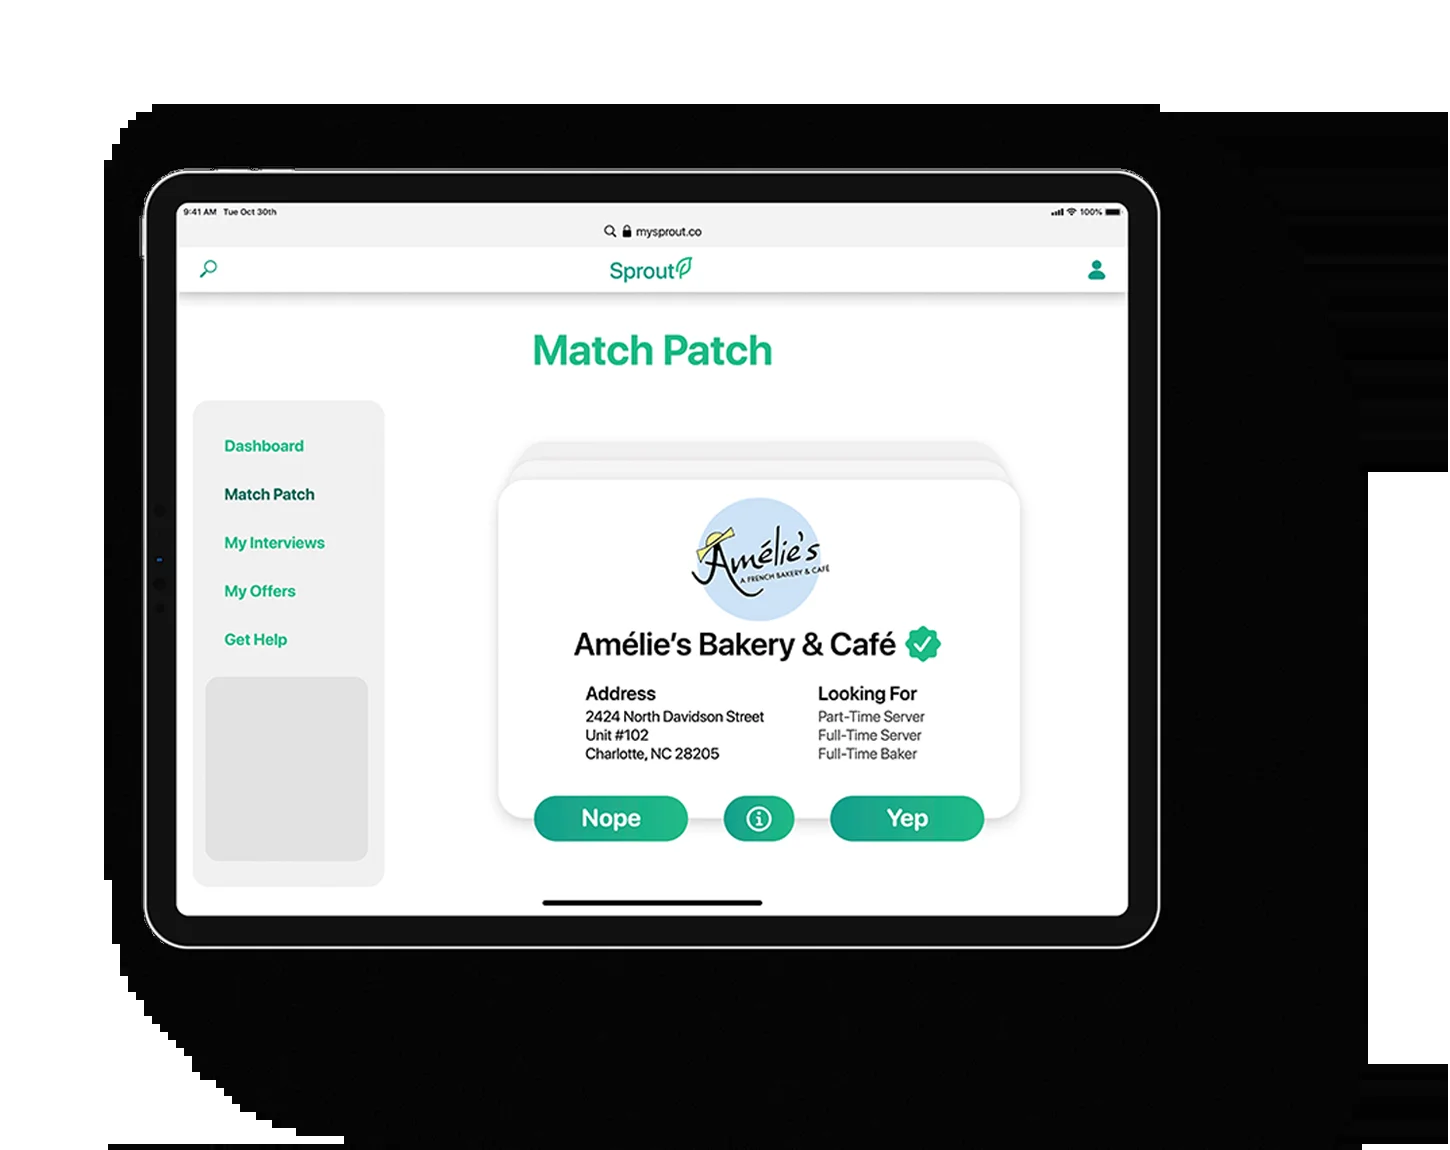 9:41 AM Tue Oct 30th
100%
mysprout.co
Sprout
Match Patch
Dashboard
Match Patch
My Interviews
My Offers
Get Help
Amélie's
A FRENCH BAKERY & CAFÉ
Amélie’s Bakery & Café
Address
2424 North Davidson Street
Unit #102
Charlotte, NC 28205
Looking For
Part-Time Server
Full-Time Server
Full-Time Baker
Nope
Yep